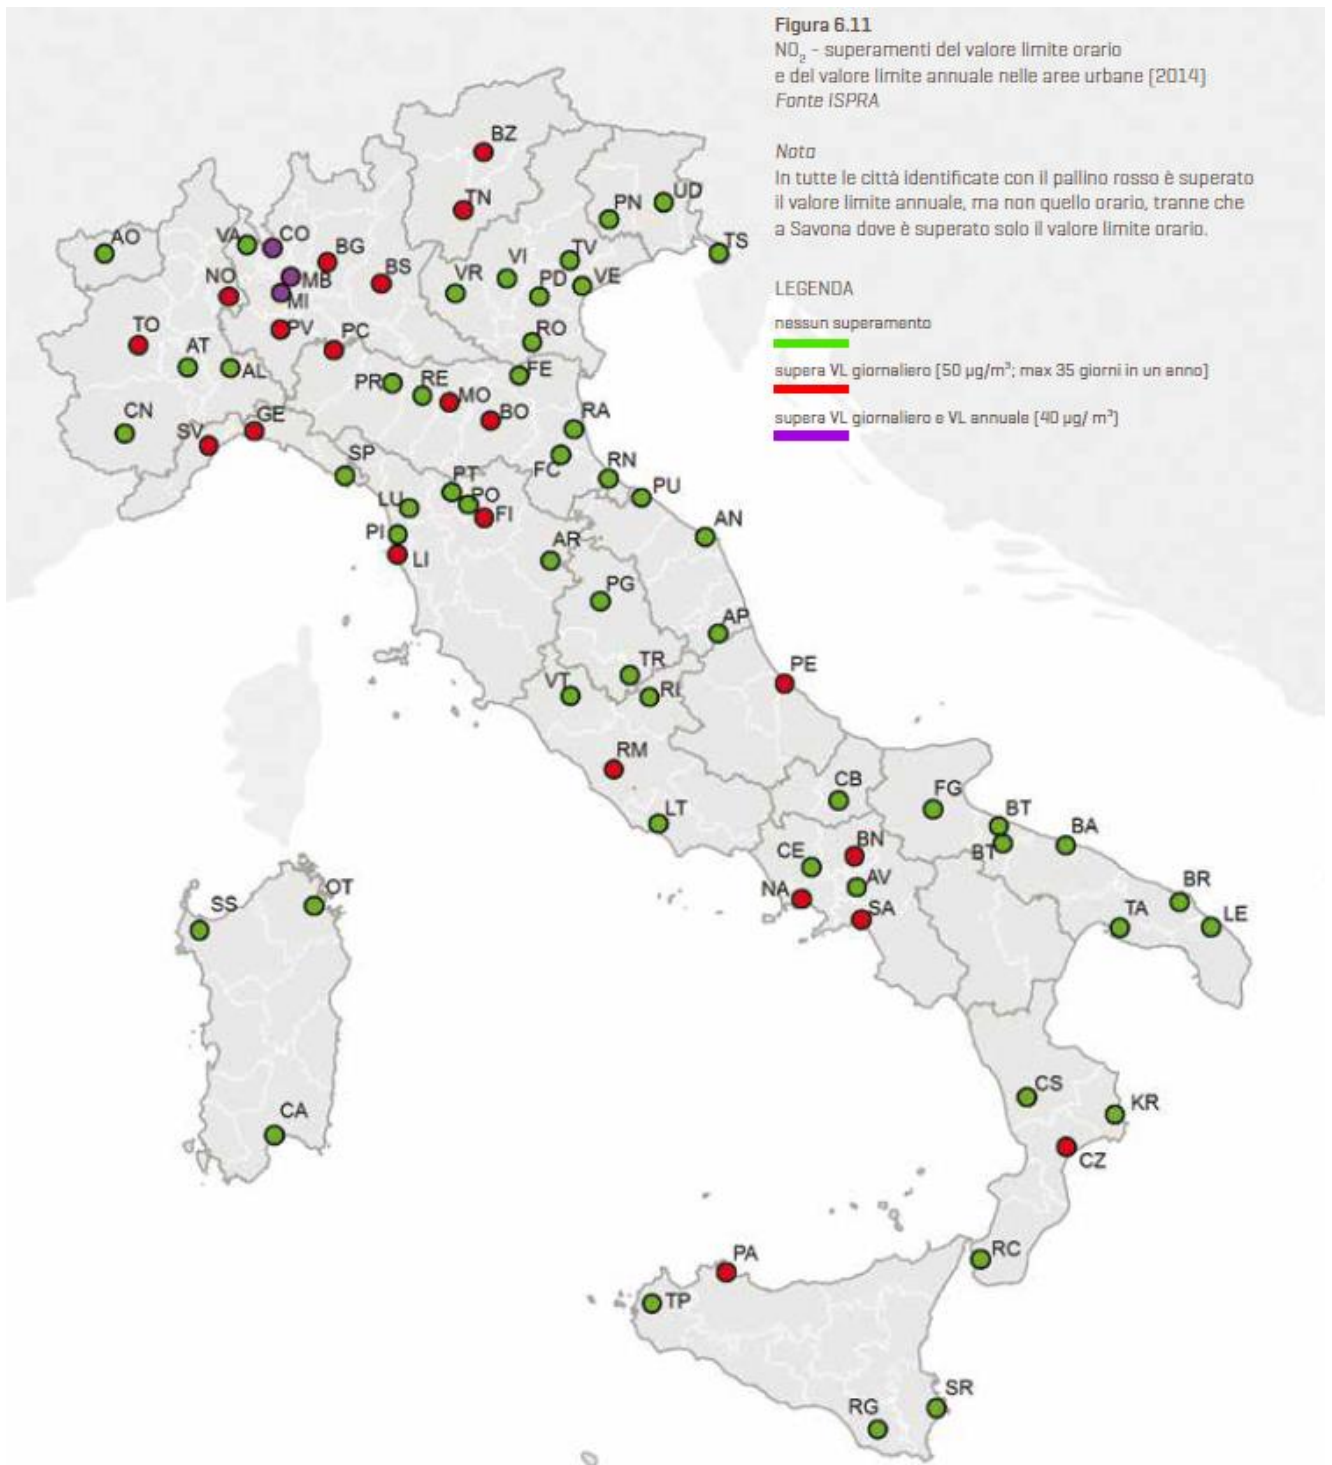 Figura 6.11
NO₂ - superamenti del valore limite orario
e del valore limite annuale nelle aree urbane (2014)
Fonte ISPRA
Nota
In tutte le città identificate con il pallino rosso è superato
il valore limite annuale, ma non quello orario, tranne che
a Savona dove è superato solo il valore limite orario.
LEGENDA
nessun superamento
supera VL giornaliero (50 µg/m³; max 35 giorni in un anno)
supera VL giornaliero e VL annuale (40 µg/ m³)
BZ
TN
PN
UD
TS
AO
VA
CO
BG
BS
VR
VI
TV
PD
VE
NO
MB
MI
TO
PV
PC
RO
AT
AL
PR
RE
MO
FE
CN
SV
GE
BO
RA
SP
FC
RN
PU
LU
PT
PO
FI
AN
PI
LI
AR
PG
AP
TR
VT
RI
PE
RM
LT
CB
FG
BT
BT
BA
CE
BN
NA
AV
SA
BR
TA
LE
SS
OT
CA
CS
KR
CZ
RC
PA
TP
SR
RG